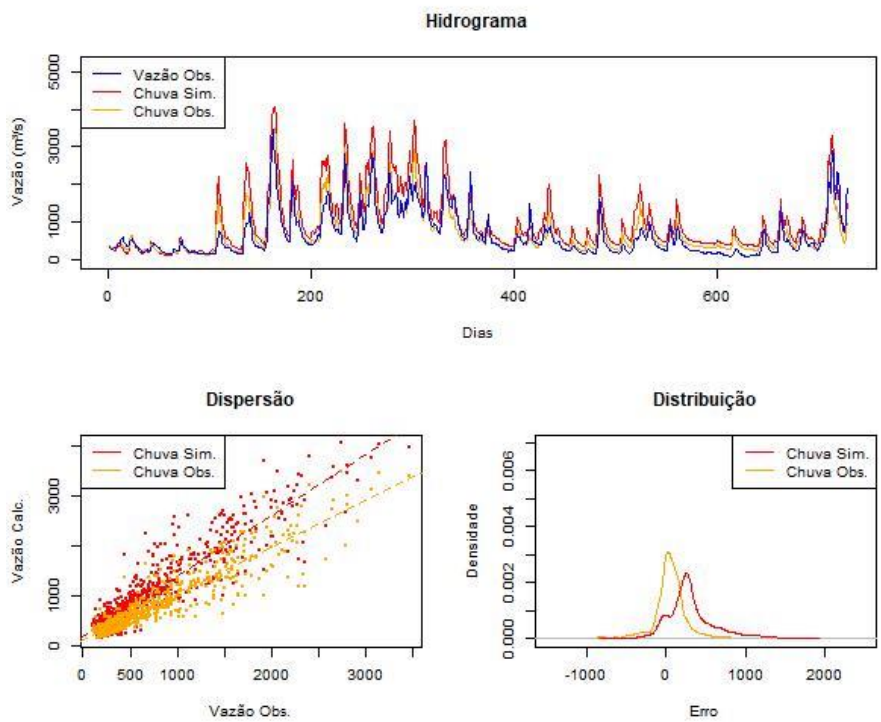 Hidrograma
Vazão Obs.
Chuva Sim.
Chuva Obs.
Vazão (m³/s)
5000
3000
1000
0
0 200 400 600
Dias
Dispersão
Chuva Sim.
Chuva Obs.
Vazão Calc.
3000
1000
0
0 500 1000 2000 3000
Vazão Obs.
Distribuição
Chuva Sim.
Chuva Obs.
Densidade
0.006
0.004
0.002
0.000
-1000 0 1000 2000
Erro